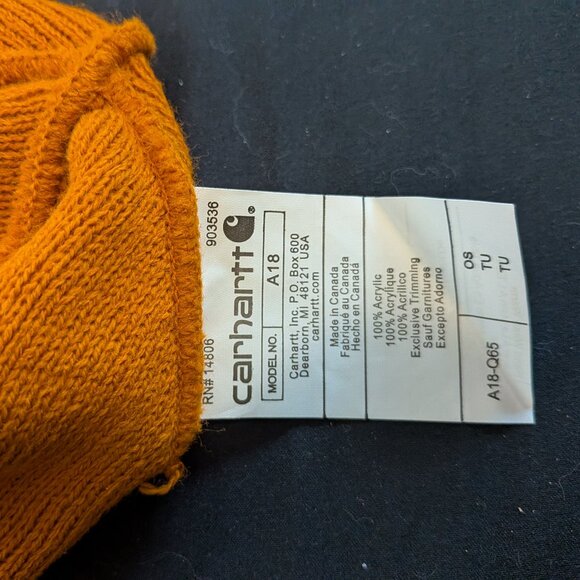 RN# 14806 903536
carhartt
MODEL NO. A18
Carhartt, Inc. P.O. Box 600
Dearborn, MI 48121 USA
carhartt.com
Made in Canada
Fabriqué au Canada
Hecho en Canadá
100% Acrylic
100% Acrylique
100% Acrílico
Exclusive Trimming
Sauf Garnitures
Excepto Adorno
OS
TU
A18-Q65 TU